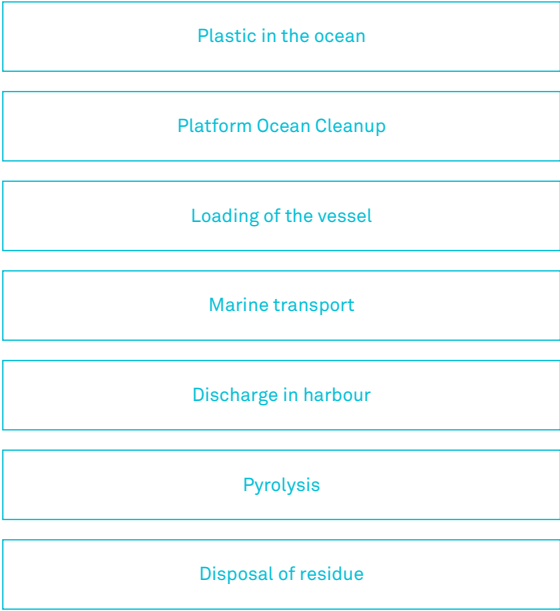 Plastic in the ocean
Platform Ocean Cleanup
Loading of the vessel
Marine transport
Discharge in harbour
Pyrolysis
Disposal of residue